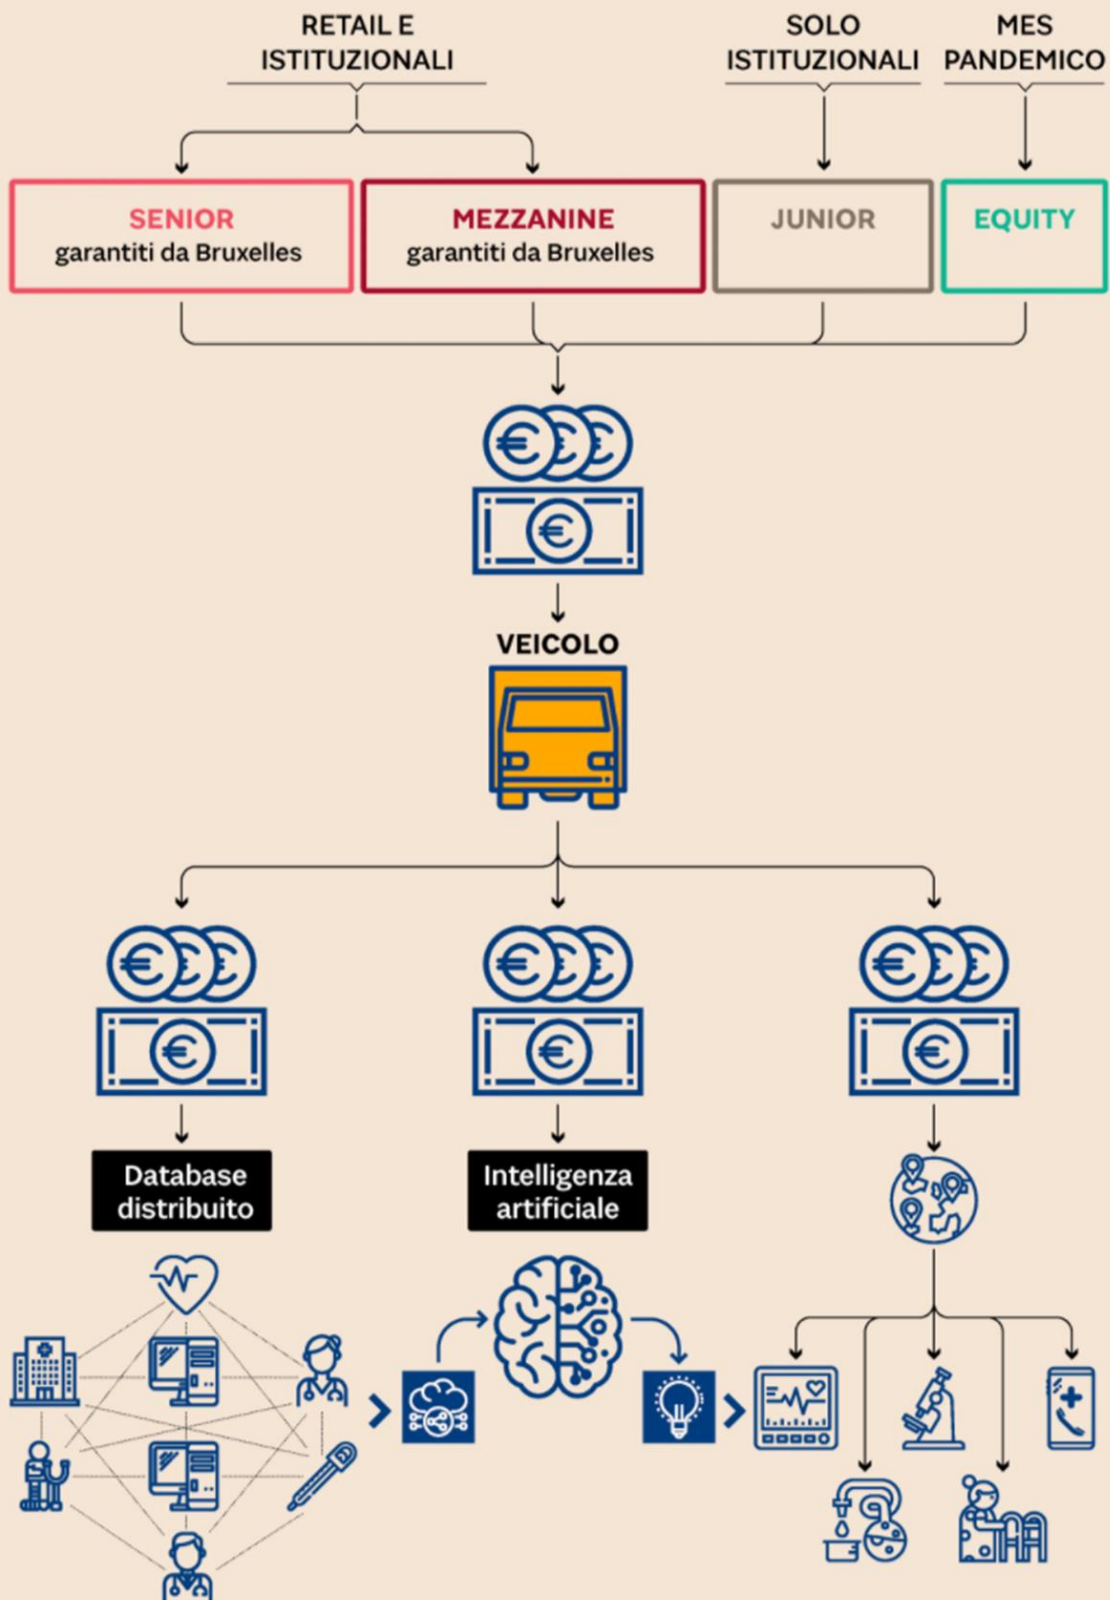 RETAIL E
ISTITUZIONALI
SOLO
ISTITUZIONALI
MES
PANDEMICO
SENIOR
garantiti da Bruxelles
MEZZANINE
garantiti da Bruxelles
JUNIOR
EQUITY
VEICOLO
Database
distribuito
Intelligenza
artificiale